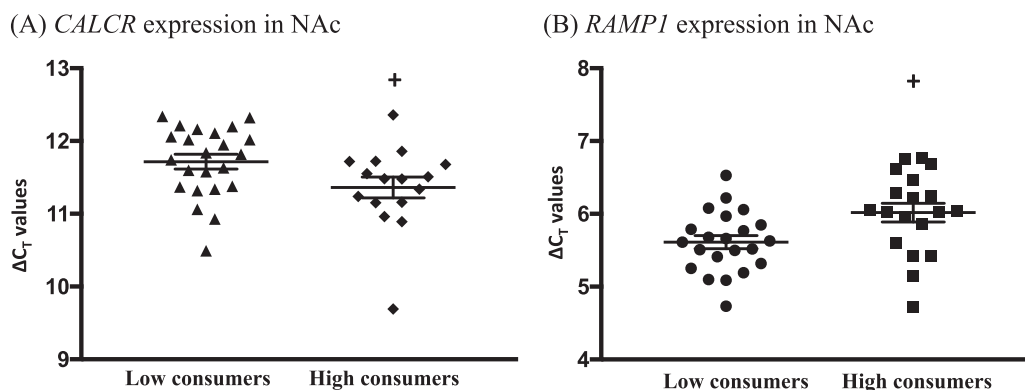 (A) CALCR expression in NAc
(B) RAMP1 expression in NAc
13
12
11
10
9
ΔCT values
+
Low consumers
High consumers
8
7
6
5
4
ΔCT values
+
Low consumers
High consumers